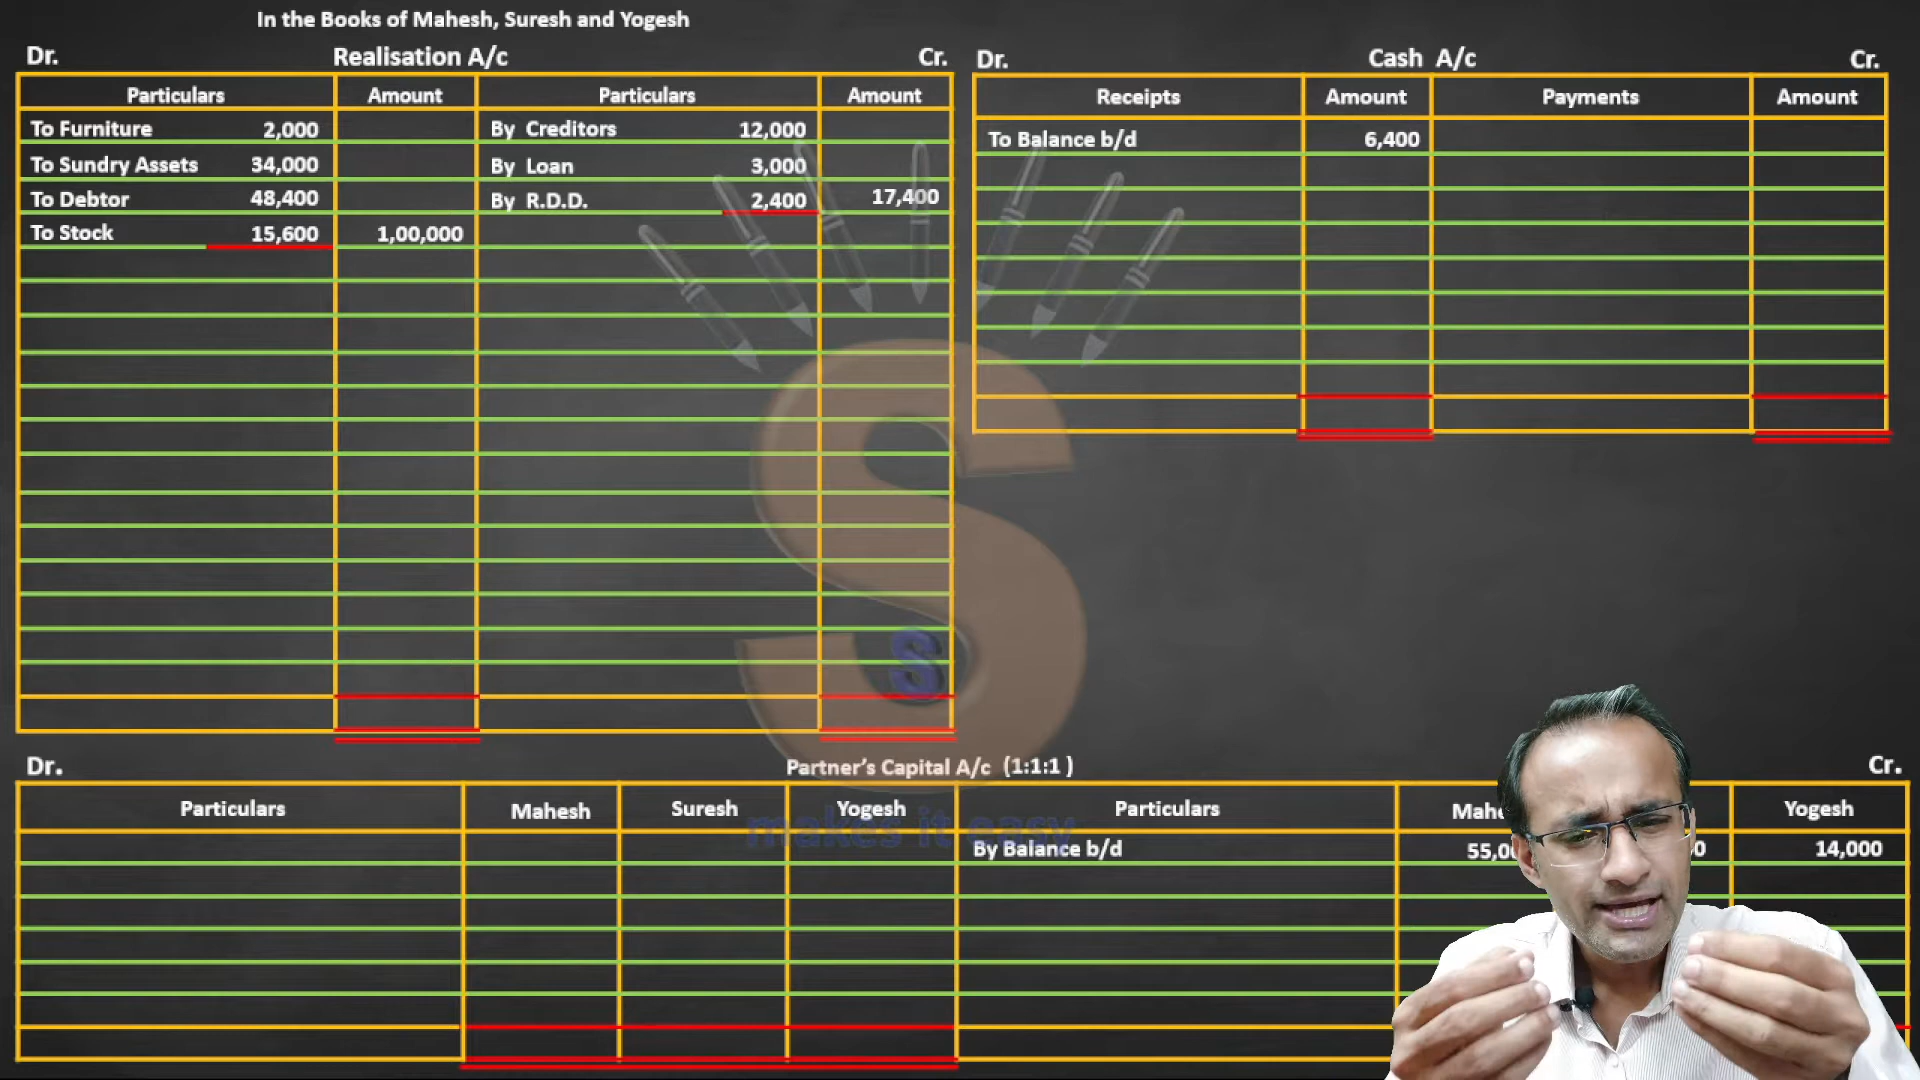 In the Books of Mahesh, Suresh and Yogesh
Dr. Realisation A/c Cr.
Particulars Amount Particulars Amount
To Furniture 2,000 By Creditors 12,000
To Sundry Assets 34,000 By Loan 3,000
To Debtor 48,400 By R.D.D. 2,400 17,400
To Stock 15,600 1,00,000
Dr. Cash A/c Cr.
Receipts Amount Payments Amount
To Balance b/d 6,400
S
makes it easy
Dr. Partner's Capital A/c (1:1:1) Cr.
Particulars Mahesh Suresh Yogesh Particulars Yogesh
By Balance b/d 14,000